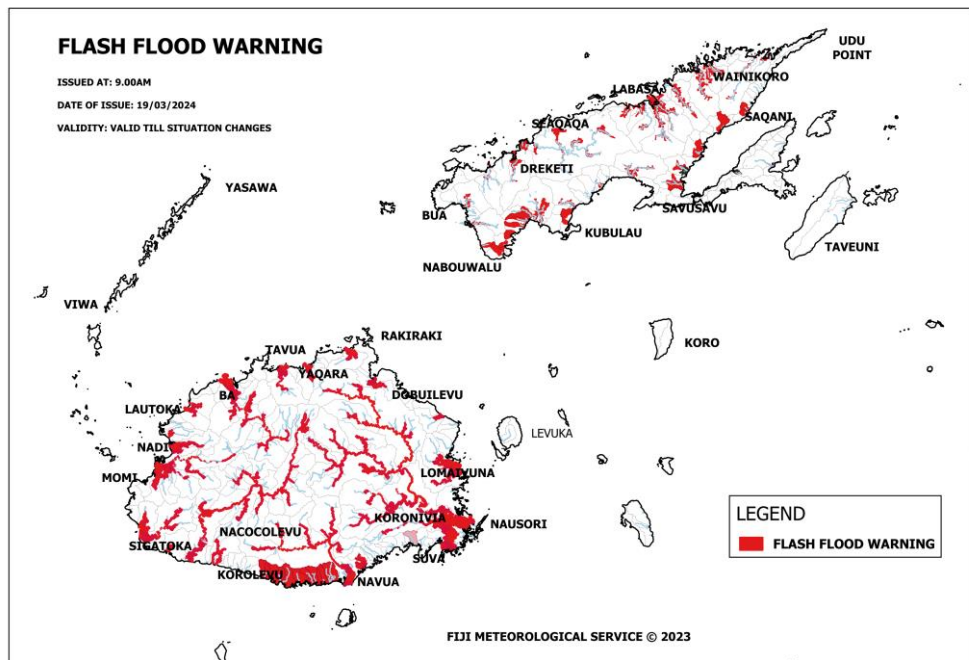 FLASH FLOOD WARNING
ISSUED AT: 9.00AM
DATE OF ISSUE: 19/03/2024
VALIDITY: VALID TILL SITUATION CHANGES
UDU
POINT
WAINIKORO
LABASA
SAQANI
SEAQAQA
DREKETI
YASAWA
BUA
SAVUSAVU
KUBULAU
TAVEUNI
NABOUWALU
VIWA
RAKIRAKI
KORO
TAVUA
YAQARA
BA
DOBUILEVU
LAUTOKA
LEVUKA
NADI
MOMI
LOMAIVUNA
KORONIVIA
NAUSORI
NACOCOLEVU
SIGATOKA
SUVA
KOROLEVU
NAVUA
LEGEND
FLASH FLOOD WARNING
FIJI METEOROLOGICAL SERVICE © 2023